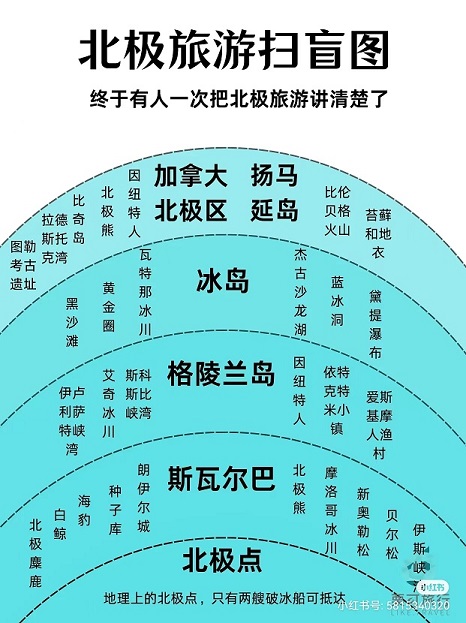 北极旅游扫盲图
终于有人一次把北极旅游讲清楚了
图勒考古遗址
拉德斯托克湾
比奇岛
北极熊
因纽特人
加拿大北极区
扬马延岛
比伦贝格火山
苔藓和地衣
黑沙滩
黄金圈
瓦特那冰川
冰岛
杰古沙龙湖
蓝冰洞
黛提瀑布
伊卢利萨特峡湾
艾奇冰川
斯科斯比峡湾
格陵兰岛
因纽特人
依特克特米小镇
爱斯基摩人渔村
北极麋鹿
白鲸
海豹
种子库
朗伊尔城
斯瓦尔巴
北极熊
摩洛哥冰川
新奥勒松
贝尔松
伊斯峡
北极点
地理上的北极点，只有两艘破冰船可抵达
小红书
小红书号: 5815340320